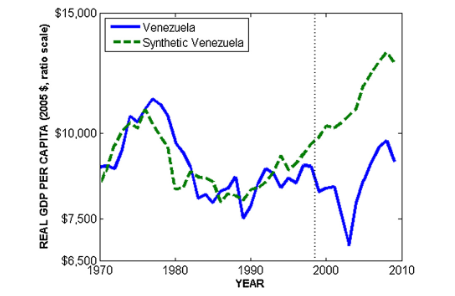 Venezuela
Synthetic Venezuela
REAL GDP PER CAPITA (2005 $, ratio scale)
$15,000
$10,000
$7,500
$6,500
1970 1980 1990 2000 2010
YEAR